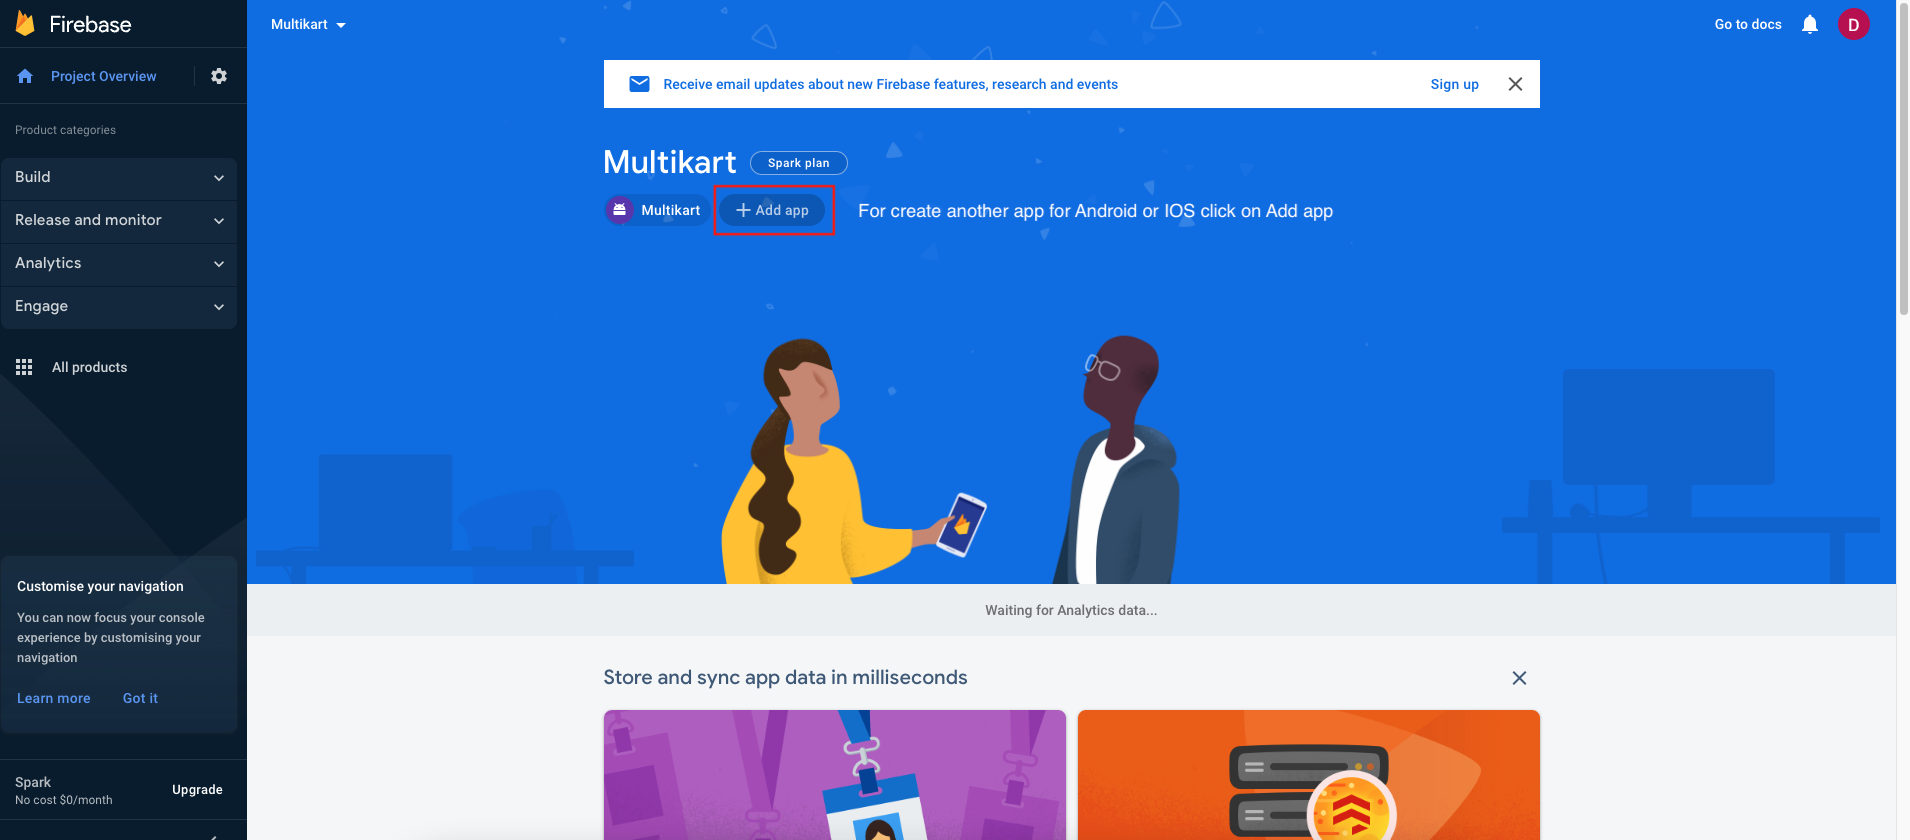 Firebase
Multikart
Go to docs
D
Project Overview
Receive email updates about new Firebase features, research and events
Sign up
Product categories
Build
Release and monitor
Analytics
Engage
All products
Multikart
Spark plan
Multikart
Add app
For create another app for Android or IOS click on Add app
Customise your navigation
You can now focus your console
experience by customising your
navigation
Learn more
Got it
Spark
No cost $0/month
Upgrade
Waiting for Analytics data...
Store and sync app data in milliseconds